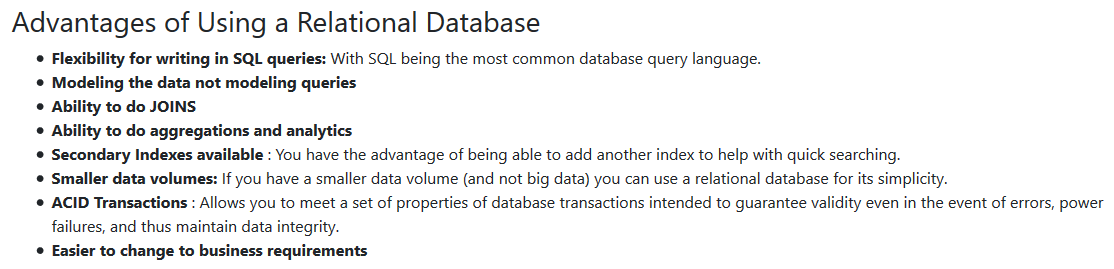 Advantages of Using a Relational Database
• Flexibility for writing in SQL queries: With SQL being the most common database query language.
• Modeling the data not modeling queries
• Ability to do JOINS
• Ability to do aggregations and analytics
• Secondary Indexes available : You have the advantage of being able to add another index to help with quick searching.
• Smaller data volumes: If you have a smaller data volume (and not big data) you can use a relational database for its simplicity.
• ACID Transactions : Allows you to meet a set of properties of database transactions intended to guarantee validity even in the event of errors, power
failures, and thus maintain data integrity.
• Easier to change to business requirements